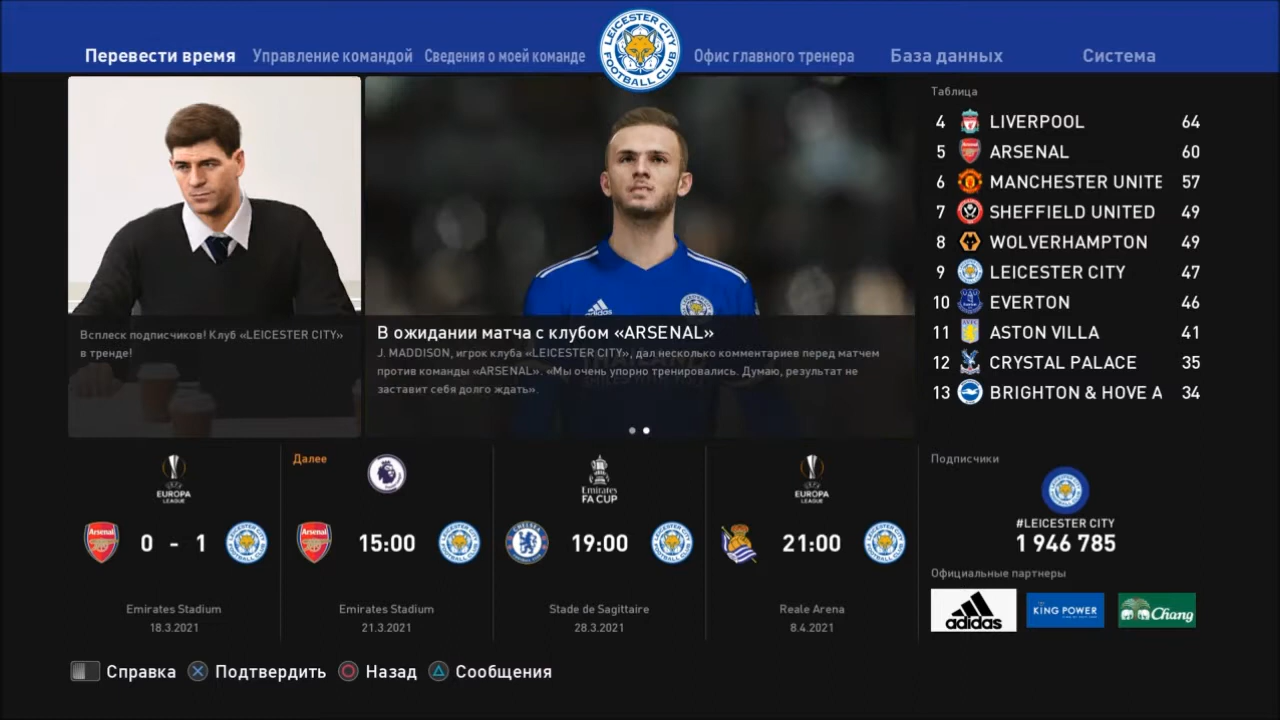 Перевести время
Управление командой
Сведения о моей команде
LEICESTER CITY
FOOTBALL CLUB
Офис главного тренера
База данных
Система
Всплеск подписчиков! Клуб «LEICESTER CITY»
в тренде!
В ожидании матча с клубом «ARSENAL»
J. MADDISON, игрок клуба «LEICESTER CITY», дал несколько комментариев перед матчем
против команды «ARSENAL». «Мы очень упорно тренировались. Думаю, результат не
заставит себя долго ждать».
Таблица
4 LIVERPOOL 64
5 ARSENAL 60
6 MANCHESTER UNITE 57
7 SHEFFIELD UNITED 49
8 WOLVERHAMPTON 49
9 LEICESTER CITY 47
10 EVERTON 46
11 ASTON VILLA 41
12 CRYSTAL PALACE 35
13 BRIGHTON & HOVE A 34
EUROPA
LEAGUE
Arsenal
0 - 1
Emirates Stadium
18.3.2021
Далее
Arsenal
15:00
Emirates Stadium
21.3.2021
Emirates
FA CUP
19:00
Stade de Sagittaire
28.3.2021
EUROPA
LEAGUE
21:00
Reale Arena
8.4.2021
Подписчики
#LEICESTER CITY
1 946 785
Официальные партнеры
adidas
KING POWER
Chang
Справка
Подтвердить
Назад
Сообщения